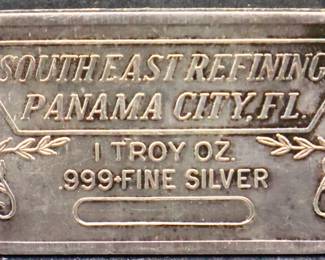 SOUTH EAST REFINING
PANAMA CITY, FL.
1 TROY OZ.
.999+FINE SILVER